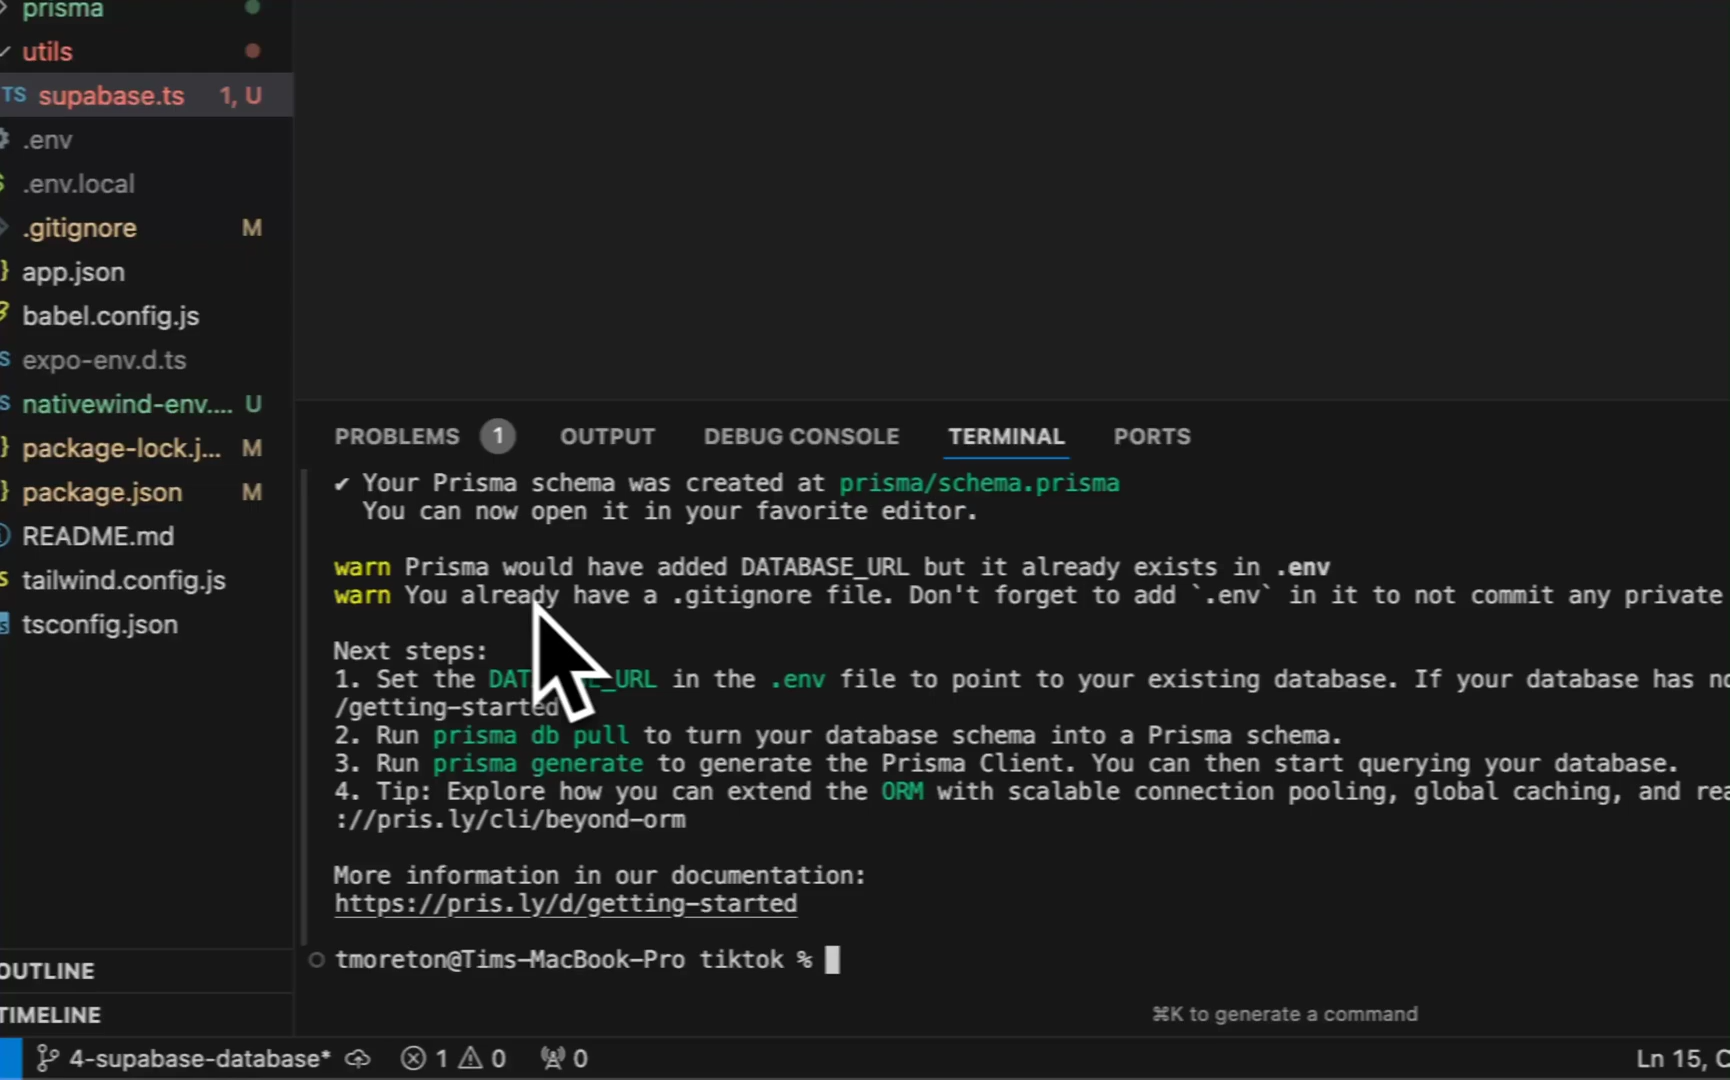 prisma
utils
TS supabase.ts 1, U
.env
$ .env.local
.gitignore M
} app.json
babel.config.js
S expo-env.d.ts
S nativewind-env.... U
} package-lock.j... M
} package.json M
README.md
S tailwind.config.js
tsconfig.json
OUTLINE
TIMELINE
PROBLEMS 1 OUTPUT DEBUG CONSOLE TERMINAL PORTS
✔ Your Prisma schema was created at prisma/schema.prisma
You can now open it in your favorite editor.
warn Prisma would have added DATABASE_URL but it already exists in .env
warn You already have a .gitignore file. Don't forget to add `.env` in it to not commit any private
Next steps:
1. Set the DAT E_URL in the .env file to point to your existing database. If your database has no
/getting-started
2. Run prisma db pull to turn your database schema into a Prisma schema.
3. Run prisma generate to generate the Prisma Client. You can then start querying your database.
4. Tip: Explore how you can extend the ORM with scalable connection pooling, global caching, and rea
://pris.ly/cli/beyond-orm
More information in our documentation:
https://pris.ly/d/getting-started
tmoreton@Tims-MacBook-Pro tiktok %
⌘K to generate a command
4-supabase-database* 1 0 0 Ln 15, C